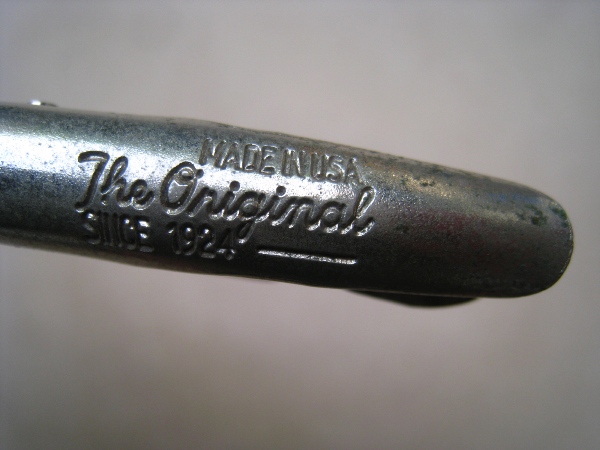 MADE IN USA
The Original
SINCE 1924